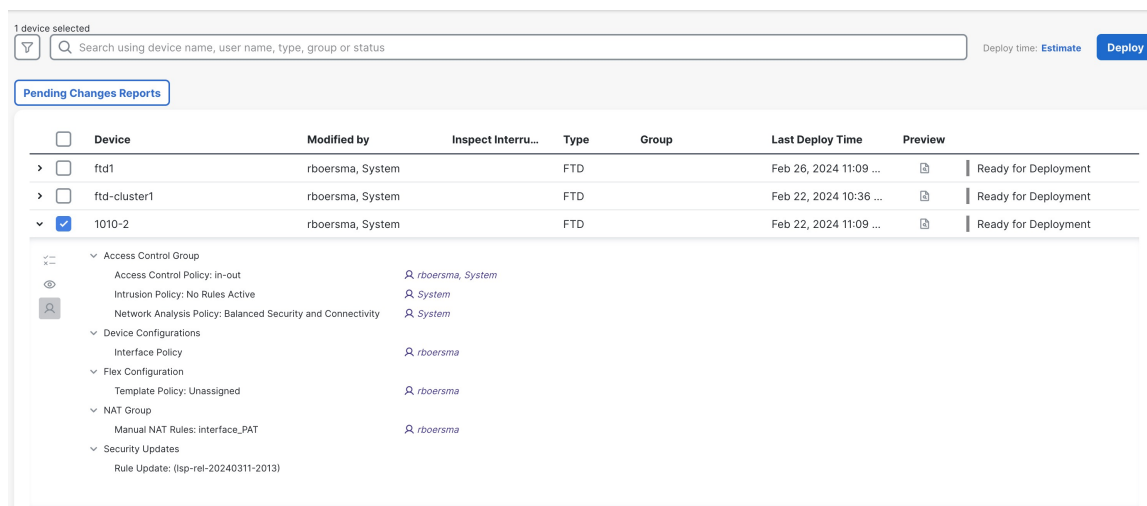 1 device selected
Search using device name, user name, type, group or status
Deploy time: Estimate
Deploy
Pending Changes Reports
Device Modified by Inspect Interru... Type Group Last Deploy Time Preview
ftd1 rboersma, System FTD Feb 26, 2024 11:09 ... Ready for Deployment
ftd-cluster1 rboersma, System FTD Feb 22, 2024 10:36 ... Ready for Deployment
1010-2 rboersma, System FTD Feb 22, 2024 11:09 ... Ready for Deployment
Access Control Group
Access Control Policy: in-out rboersma, System
Intrusion Policy: No Rules Active System
Network Analysis Policy: Balanced Security and Connectivity System
Device Configurations
Interface Policy rboersma
Flex Configuration
Template Policy: Unassigned rboersma
NAT Group
Manual NAT Rules: interface_PAT rboersma
Security Updates
Rule Update: (lsp-rel-20240311-2013)